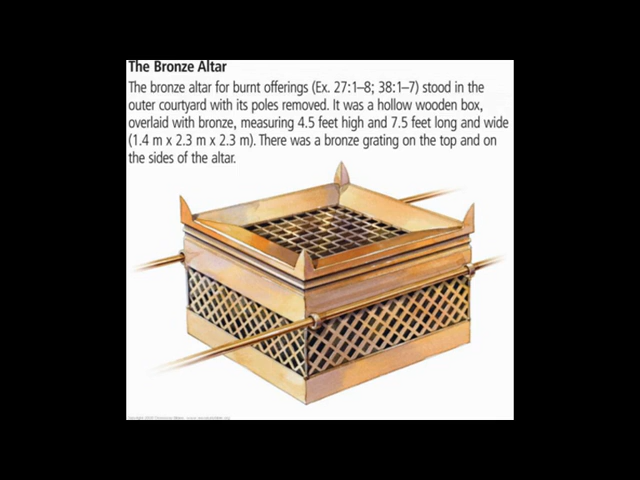 The Bronze Altar
The bronze altar for burnt offerings (Ex. 27:1–8; 38:1–7) stood in the
outer courtyard with its poles removed. It was a hollow wooden box,
overlaid with bronze, measuring 4.5 feet high and 7.5 feet long and wide
(1.4 m x 2.3 m x 2.3 m). There was a bronze grating on the top and on
the sides of the altar.